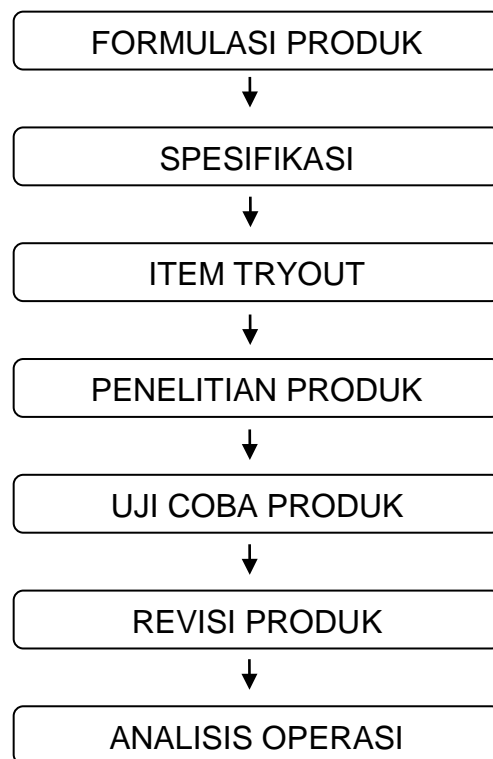 FORMULASI PRODUK
SPESIFIKASI
ITEM TRYOUT
PENELITIAN PRODUK
UJI COBA PRODUK
REVISI PRODUK
ANALISIS OPERASI